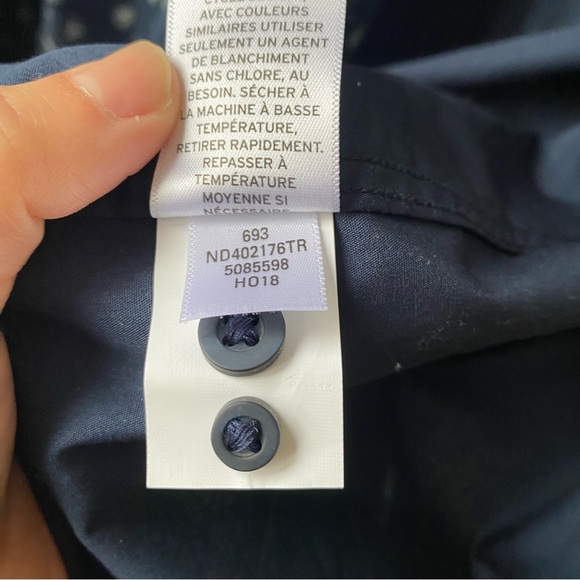 AVEC COULEURS
SIMILAIRES UTILISER
SEULEMENT UN AGENT
DE BLANCHIMENT
SANS CHLORE, AU
BESOIN. SÉCHER À
LA MACHINE À BASSE
TEMPÉRATURE,
RETIRER RAPIDEMENT.
REPASSER À
TEMPÉRATURE
MOYENNE SI
NÉCESSAIRE
693
ND402176TR
5085598
HO18